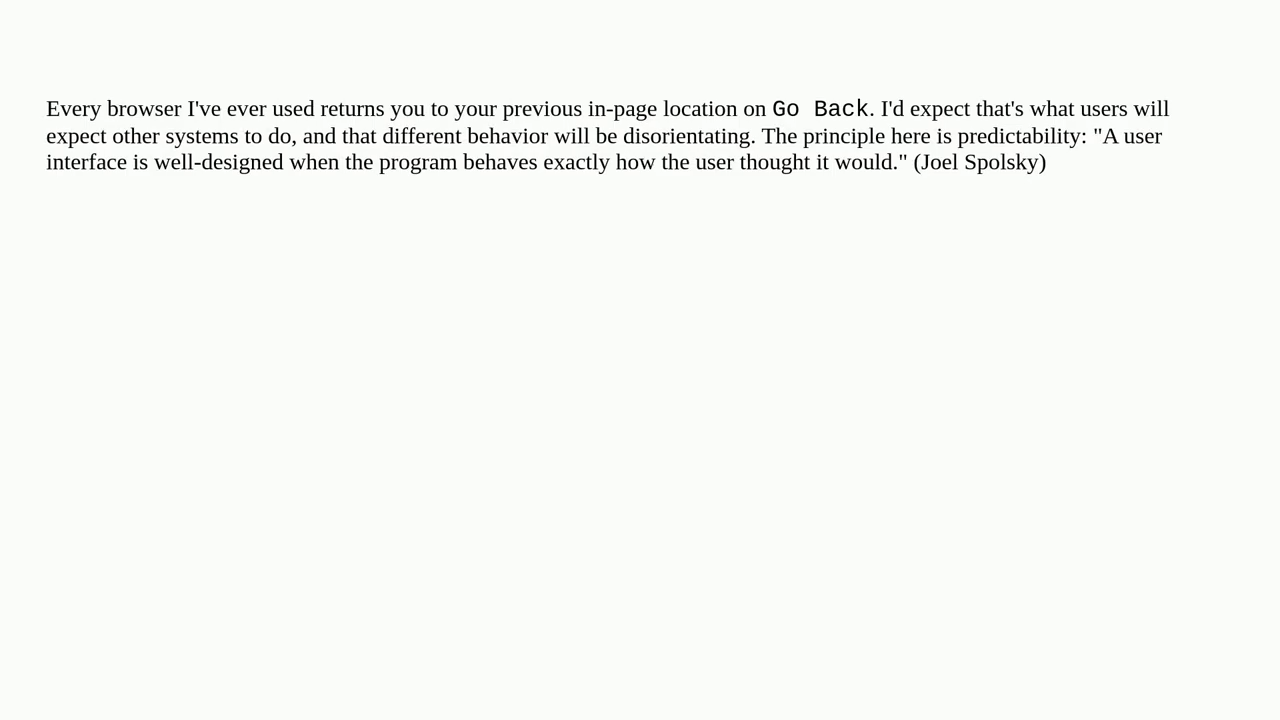 Every browser I've ever used returns you to your previous in-page location on Go Back. I'd expect that's what users will
expect other systems to do, and that different behavior will be disorientating. The principle here is predictability: "A user
interface is well-designed when the program behaves exactly how the user thought it would." (Joel Spolsky)